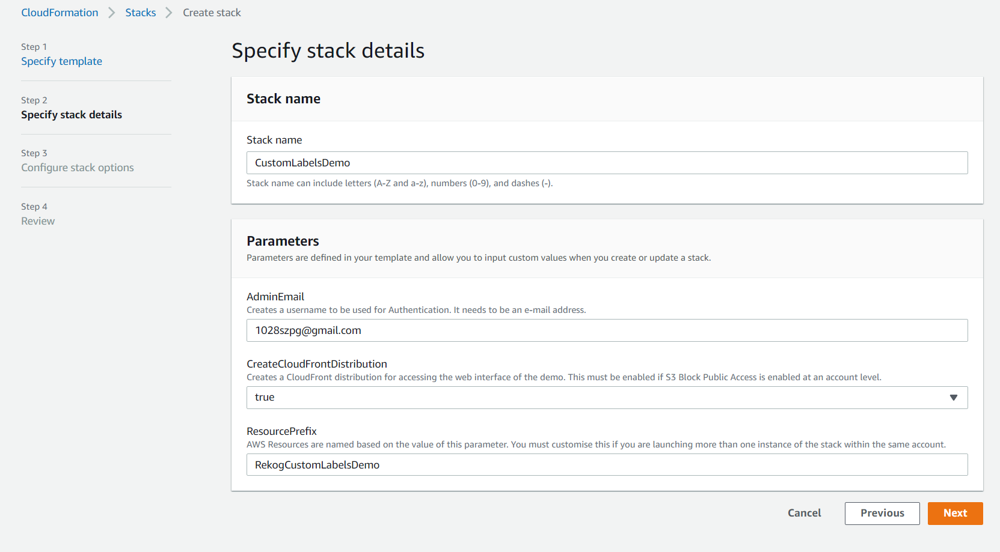 CloudFormation > Stacks > Create stack
Step 1
Specify template
Step 2
Specify stack details
Step 3
Configure stack options
Step 4
Review
Specify stack details
Stack name
Stack name
CustomLabelsDemo
Stack name can include letters (A-Z and a-z), numbers (0-9), and dashes (-).
Parameters
Parameters are defined in your template and allow you to input custom values when you create or update a stack.
AdminEmail
Creates a username to be used for Authentication. It needs to be an e-mail address.
1028szpg@gmail.com
CreateCloudFrontDistribution
Creates a CloudFront distribution for accessing the web interface of the demo. This must be enabled if S3 Block Public Access is enabled at an account level.
true
ResourcePrefix
AWS Resources are named based on the value of this parameter. You must customise this if you are launching more than one instance of the stack within the same account.
RekogCustomLabelsDemo
Cancel Previous Next